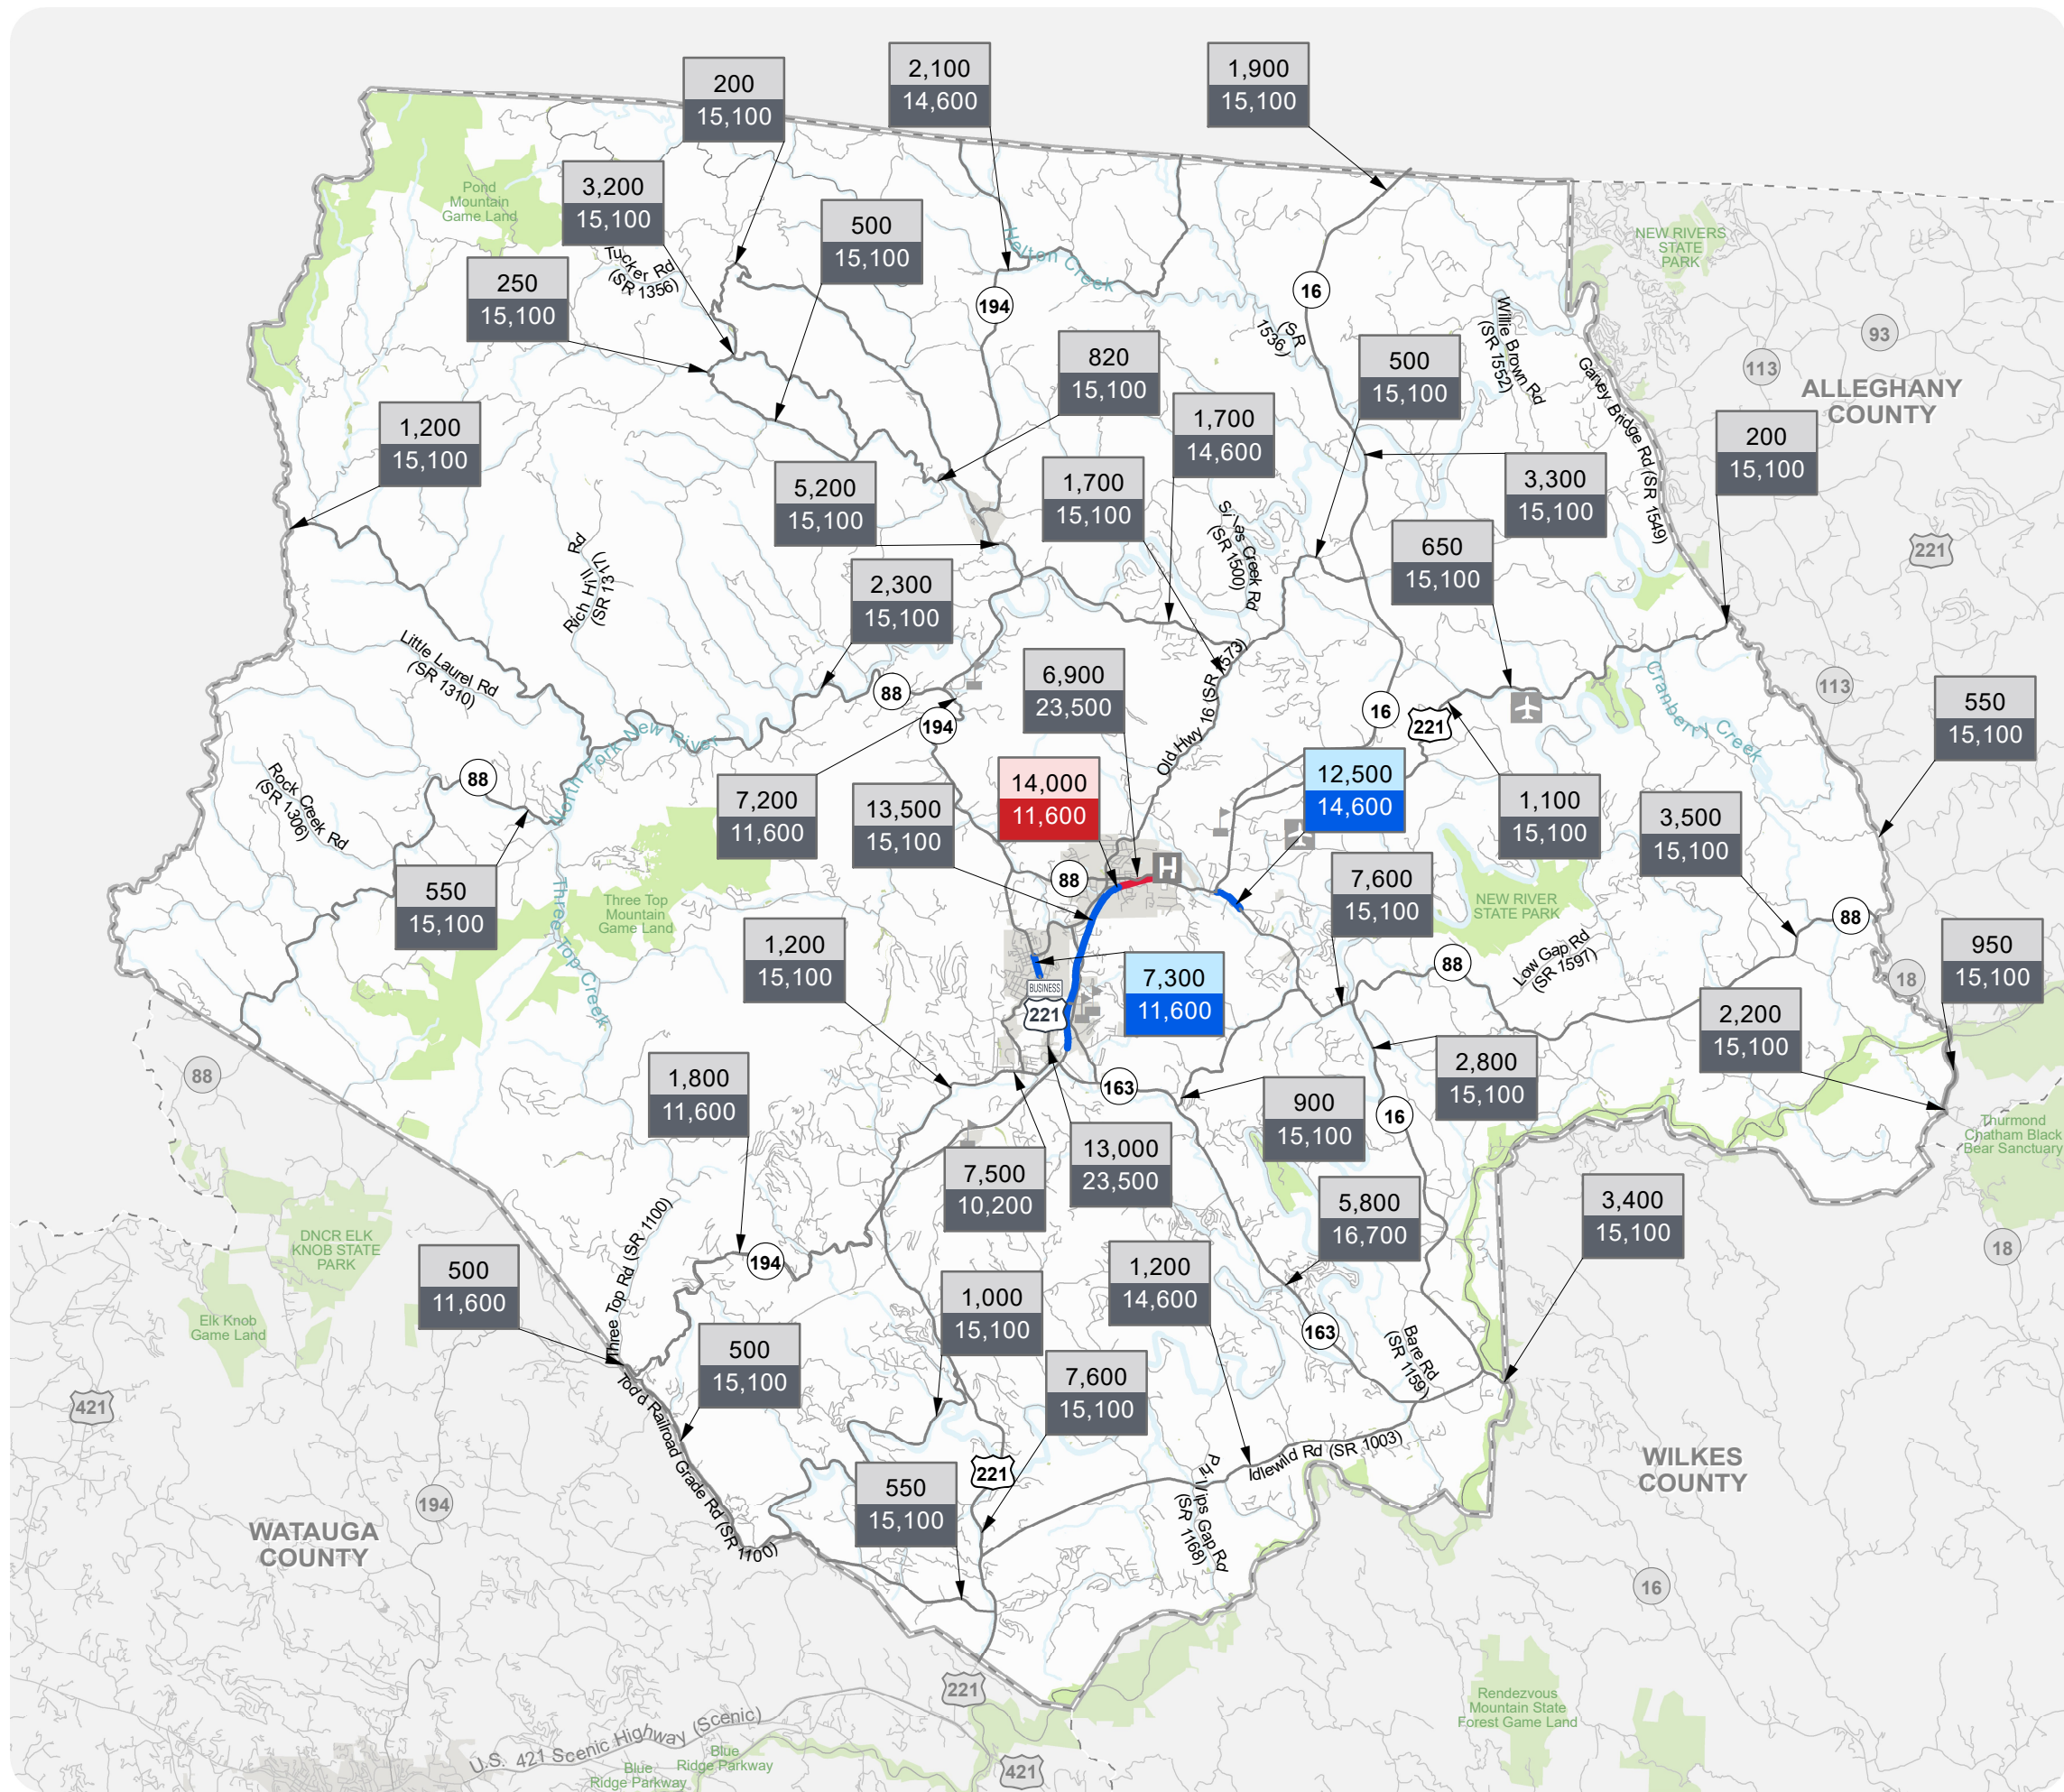 200
15,100
2,100
14,600
1,900
15,100
3,200
15,100
500
15,100
250
15,100
Pond
Mountain
Game Land
Tucker Rd
(SR 1356)
Helton Creek
194
16
(SR
1536)
Willie Brown Rd
(SR 1552)
Garvey Bridge Rd (SR 1549)
NEW RIVERS
STATE
PARK
93
113
ALLEGHANY
COUNTY
820
15,100
500
15,100
1,200
15,100
1,700
14,600
200
15,100
5,200
15,100
1,700
15,100
3,300
15,100
Silas Creek Rd
(SR 1500)
650
15,100
221
Rich Hill Rd
(SR 1317)
2,300
15,100
Little Laurel Rd
(SR 1310)
6,900
23,500
Old Hwy 16 (SR 1573)
88
194
16
221
Cranberry Creek
113
550
15,100
North Fork New River
Rock Creek Rd
(SR 1306)
88
7,200
11,600
13,500
15,100
14,000
11,600
12,500
14,600
1,100
15,100
3,500
15,100
550
15,100
Three Top
Mountain
Game Land
Three Top Creek
88
H
7,600
15,100
NEW RIVER
STATE PARK
88
1,200
15,100
7,300
11,600
BUSINESS
221
88
Low Gap Rd
(SR 1597)
18
950
15,100
2,200
15,100
88
1,800
11,600
163
2,800
15,100
900
15,100
16
Thurmond
Chatham Black
Bear Sanctuary
7,500
10,200
13,000
23,500
5,800
16,700
3,400
15,100
18
DNCR ELK
KNOB STATE
PARK
Elk Knob
Game Land
Three Top Rd (SR 1100)
194
500
11,600
1,000
15,100
1,200
14,600
163
Bare Rd
(SR 1159)
500
15,100
7,600
15,100
421
Todd Railroad Grade Rd (SR 1100)
221
Idlewild Rd (SR 1003)
Phillips Gap Rd
(SR 1168)
550
15,100
194
WATAUGA
COUNTY
WILKES
COUNTY
16
221
Rendezvous
Mountain State
Forest Game Land
U.S. 421 Scenic Highway (Scenic)
Blue
Ridge Parkway
Blue
Ridge Parkway
421